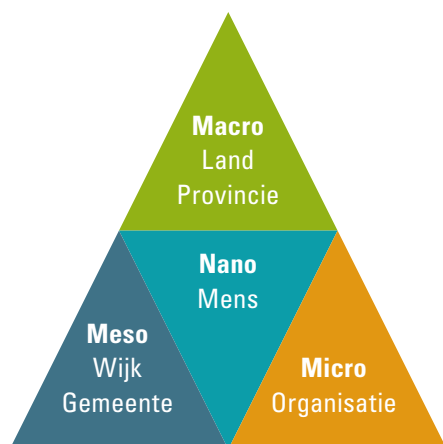 Macro
Land
Provincie
Nano
Mens
Meso
Wijk
Gemeente
Micro
Organisatie